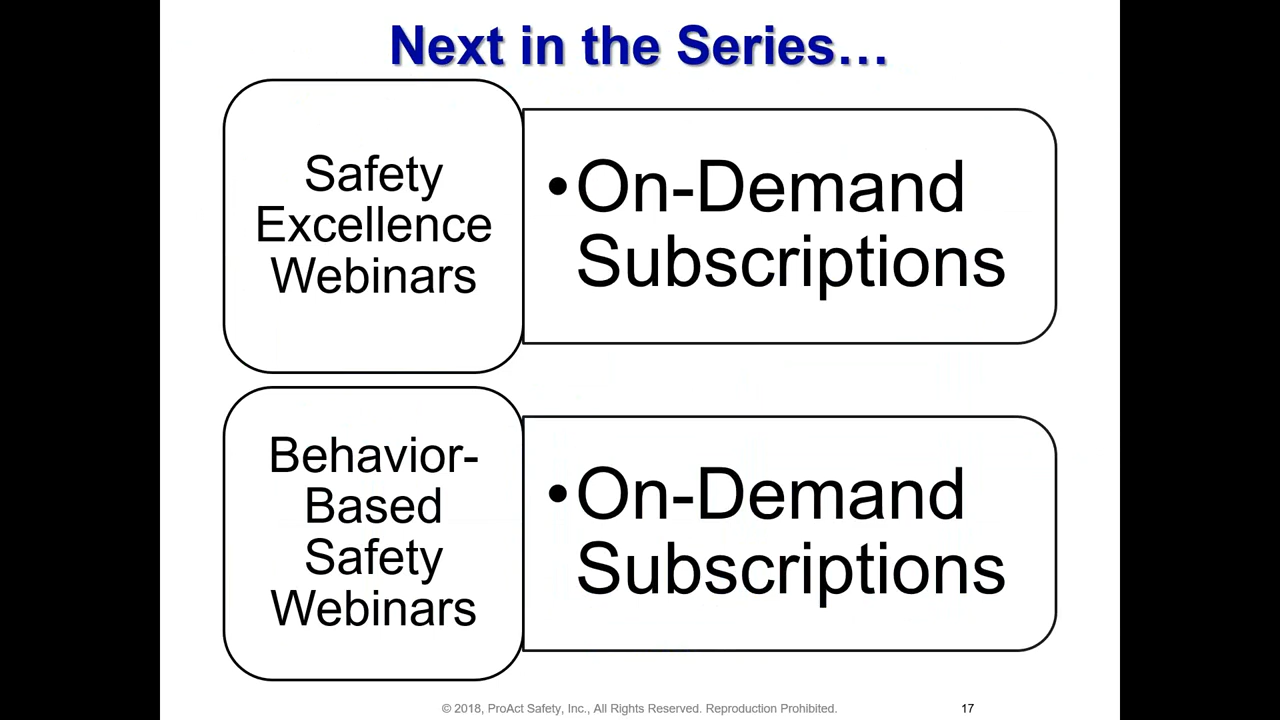 Next in the Series…
Safety
Excellence
Webinars
•On-Demand
Subscriptions
Behavior-
Based
Safety
Webinars
•On-Demand
Subscriptions
© 2018, ProAct Safety, Inc., All Rights Reserved. Reproduction Prohibited.
17